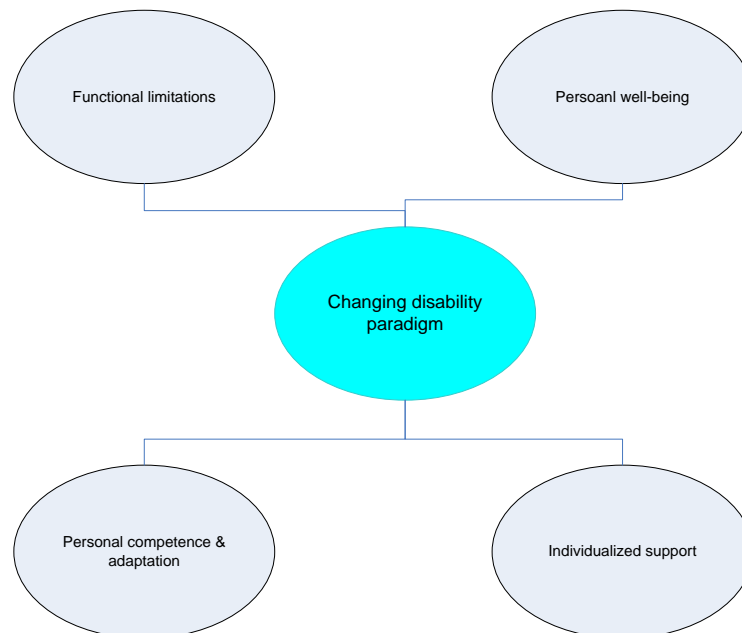 Functional limitations
Persoanl well-being
Changing disability
paradigm
Personal competence &
adaptation
Individualized support